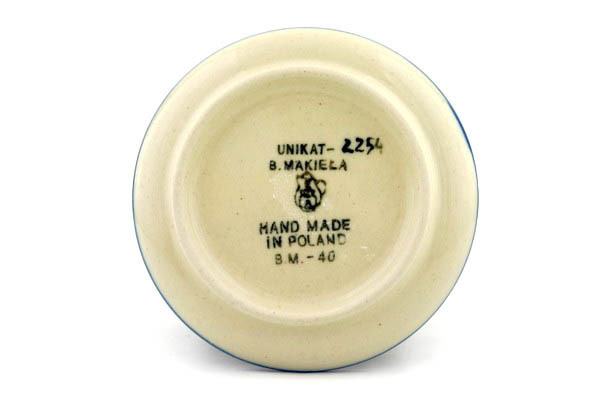 UNIKAT- 2254
B. MAKIEŁA
HAND MADE
IN POLAND
B.M.-40